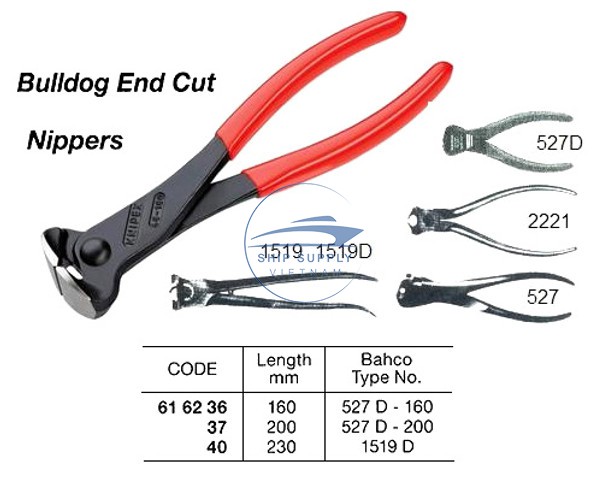 Bulldog End Cut
Nippers
KNIPEX
527D
2221
1519 1519D
SHIP SUPPLY
VIETNAM
527
CODE Length mm Bahco Type No.
61 62 36 160 527 D - 160
37 200 527 D - 200
40 230 1519 D